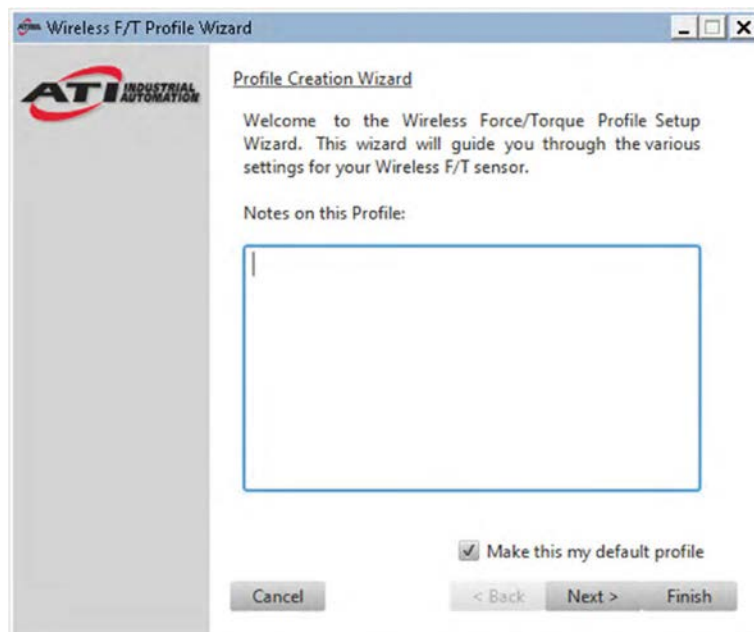 Wireless F/T Profile Wizard
ATI INDUSTRIAL
AUTOMATION
Profile Creation Wizard
Welcome to the Wireless Force/Torque Profile Setup
Wizard. This wizard will guide you through the various
settings for your Wireless F/T sensor.
Notes on this Profile:
Make this my default profile
Cancel
< Back
Next >
Finish